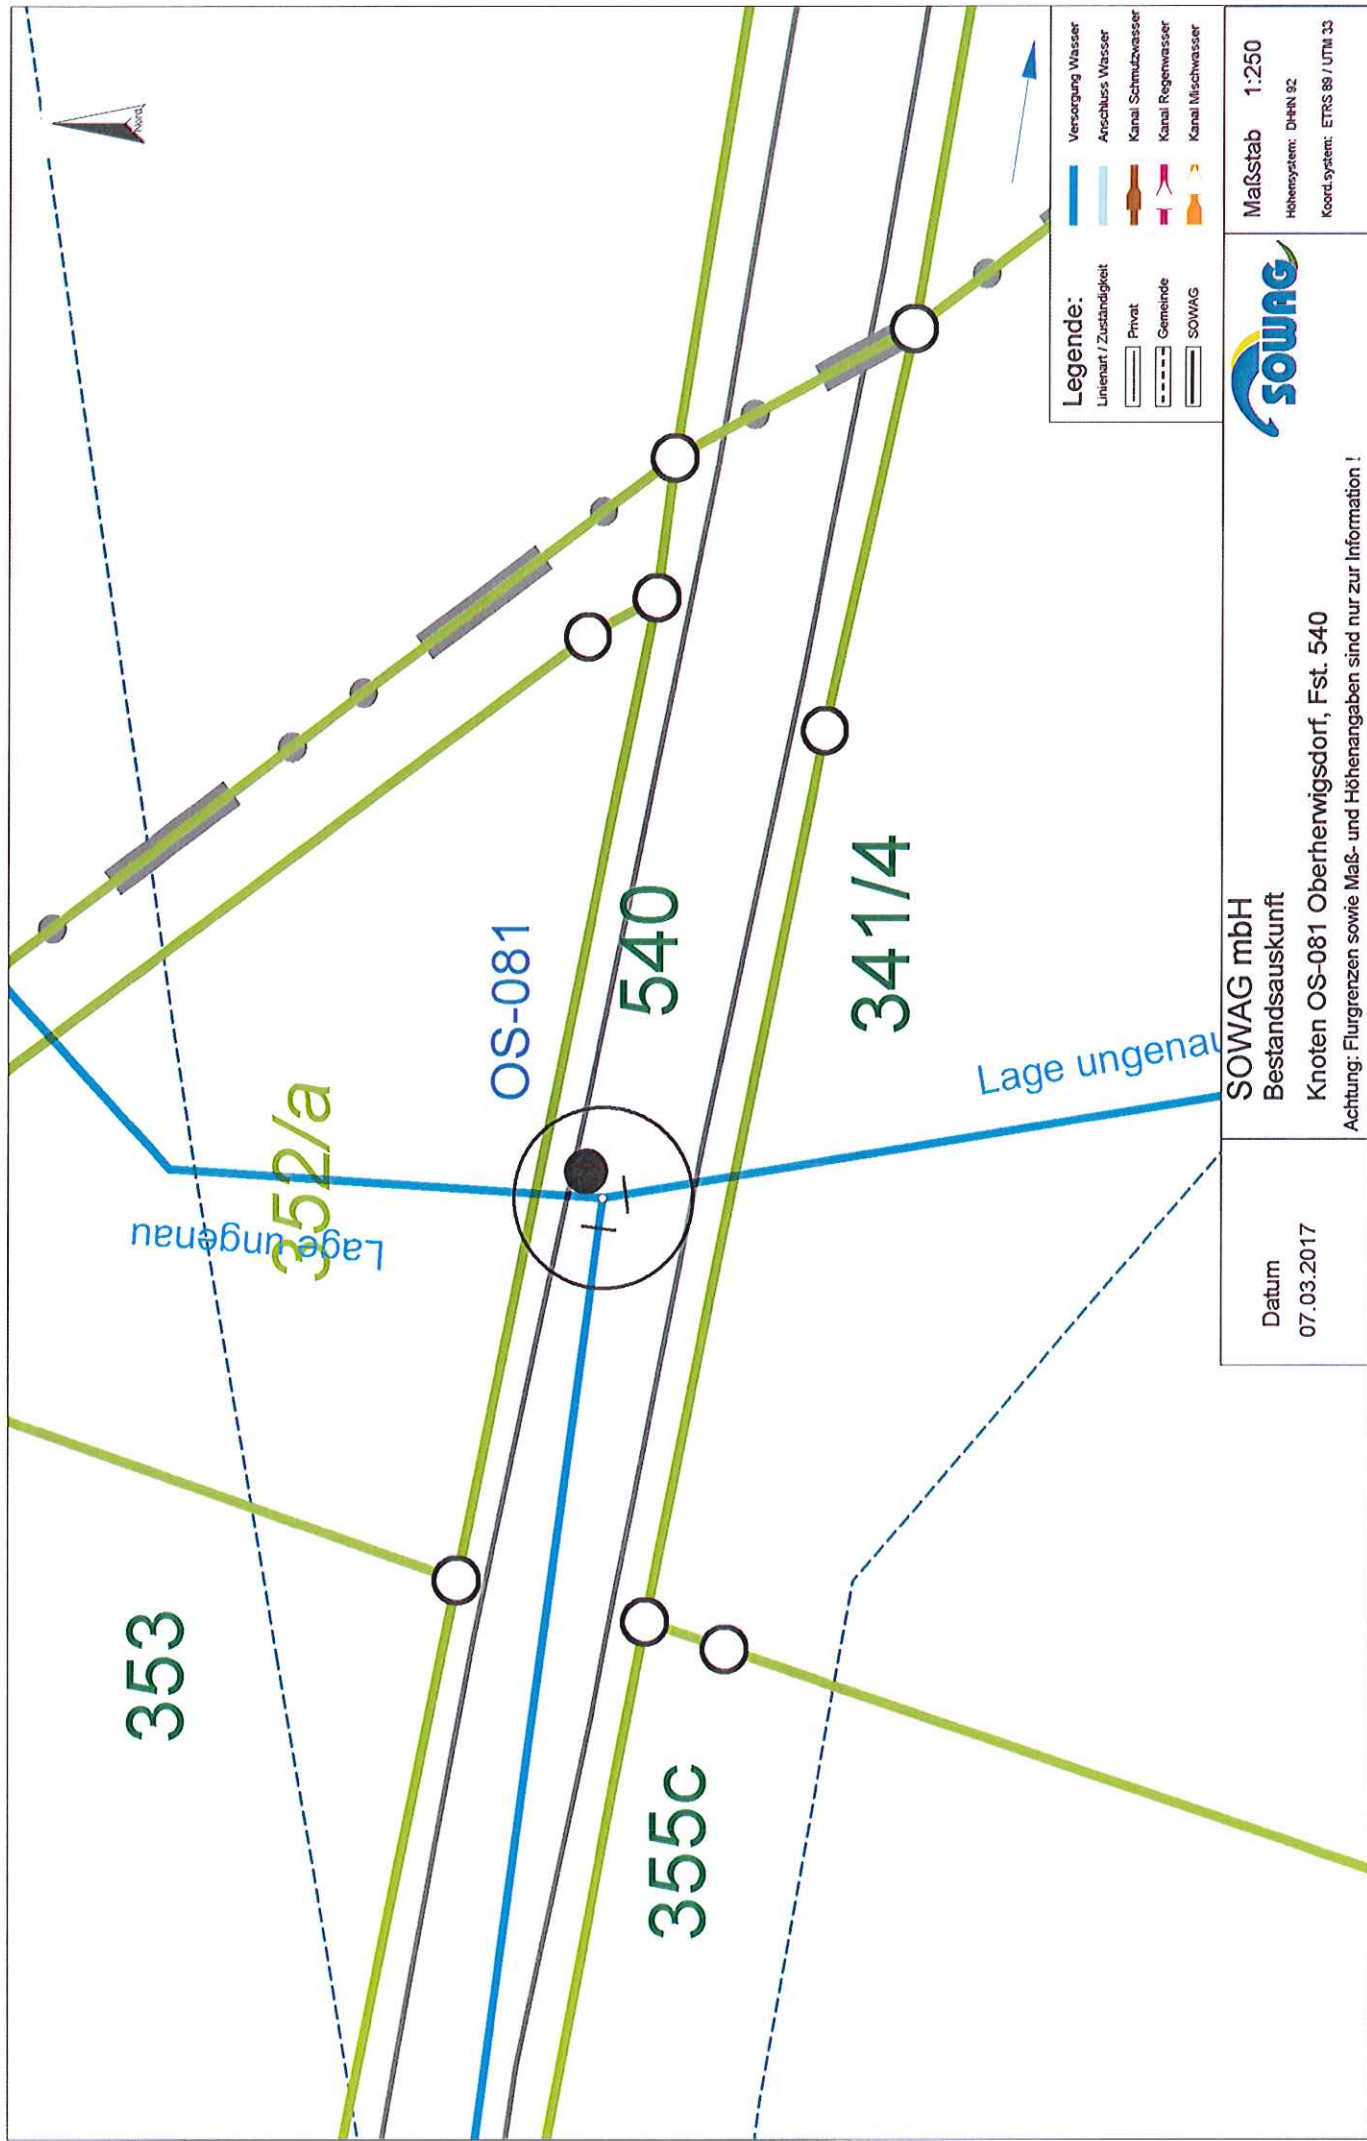 Nord
353
352/a
Lage ungenau
OS-081
540
355c
341/4
Lage ungenau
Legende:
Linienart / Zuständigkeit
Privat
Gemeinde
SOWAG
Versorgung Wasser
Anschluss Wasser
Kanal Schmutzwasser
Kanal Regenwasser
Kanal Mischwasser
Datum
07.03.2017
SOWAG mbH
Bestandsauskunft
Knoten OS-081 Oberherwigsdorf, Fst. 540
Achtung: Flurgrenzen sowie Maß- und Höhenangaben sind nur zur Information !
SOWAG
Maßstab 1:250
Höhensystem: DHHN 92
Koord.system: ETRS 89 / UTM 33